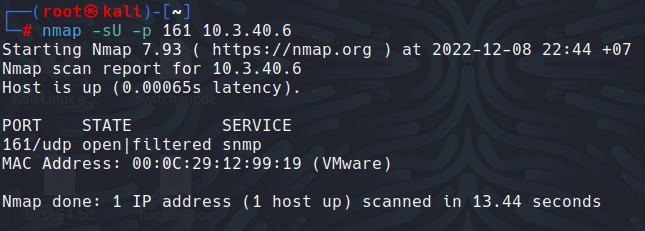 ┌──(root㉿kali)-[~]
└─# nmap -sU -p 161 10.3.40.6
Starting Nmap 7.93 ( https://nmap.org ) at 2022-12-08 22:44 +07
Nmap scan report for 10.3.40.6
Host is up (0.00065s latency).
PORT    STATE         SERVICE
161/udp open|filtered snmp
MAC Address: 00:0C:29:12:99:19 (VMware)
Nmap done: 1 IP address (1 host up) scanned in 13.44 seconds